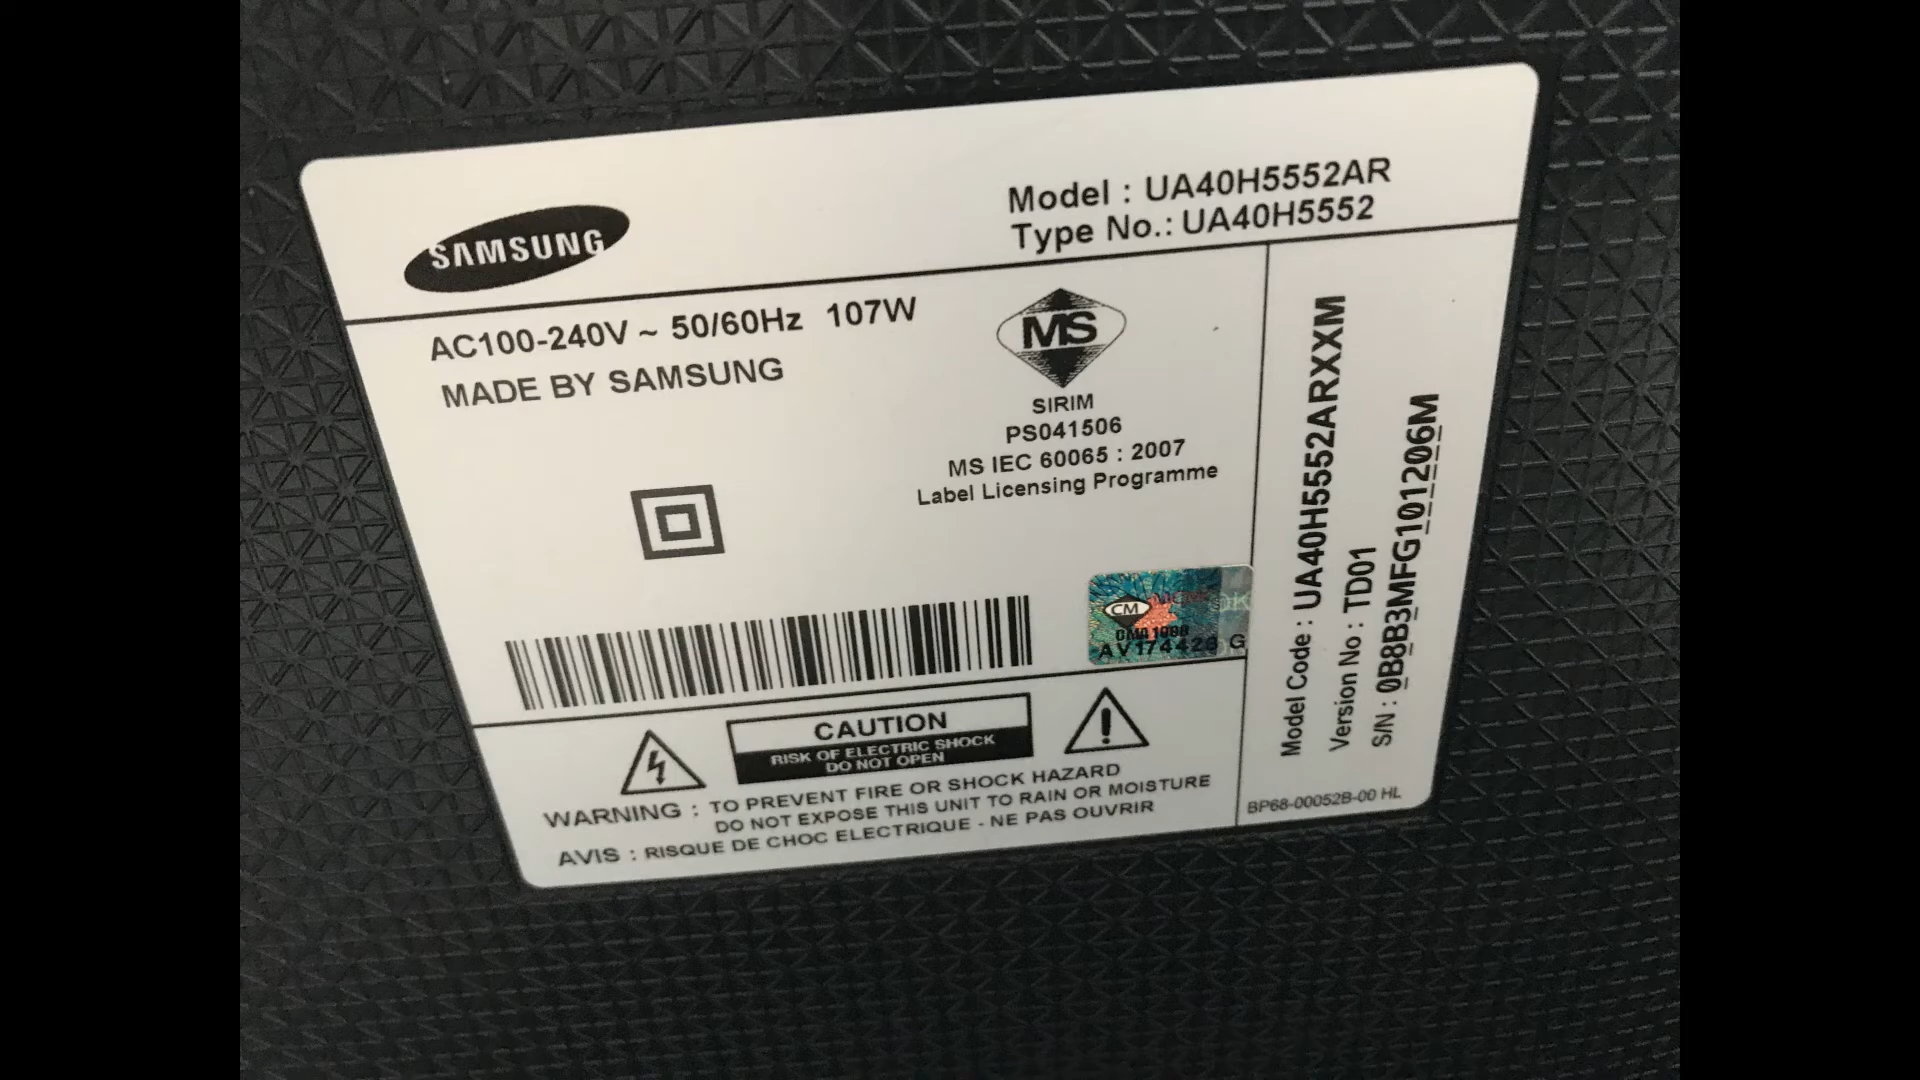 SAMSUNG
Model : UA40H5552AR
Type No.: UA40H5552
AC100-240V ~ 50/60Hz 107W
MADE BY SAMSUNG
MS
SIRIM
PS041506
MS IEC 60065 : 2007
Label Licensing Programme
CM
AV174426 G
CAUTION
RISK OF ELECTRIC SHOCK
DO NOT OPEN
WARNING : TO PREVENT FIRE OR SHOCK HAZARD
DO NOT EXPOSE THIS UNIT TO RAIN OR MOISTURE
AVIS : RISQUE DE CHOC ELECTRIQUE - NE PAS OUVRIR
Model Code : UA40H5552ARXXM
Version No : TD01
S/N : 0B8B3MFG101206M
BP68-00052B-00 HL